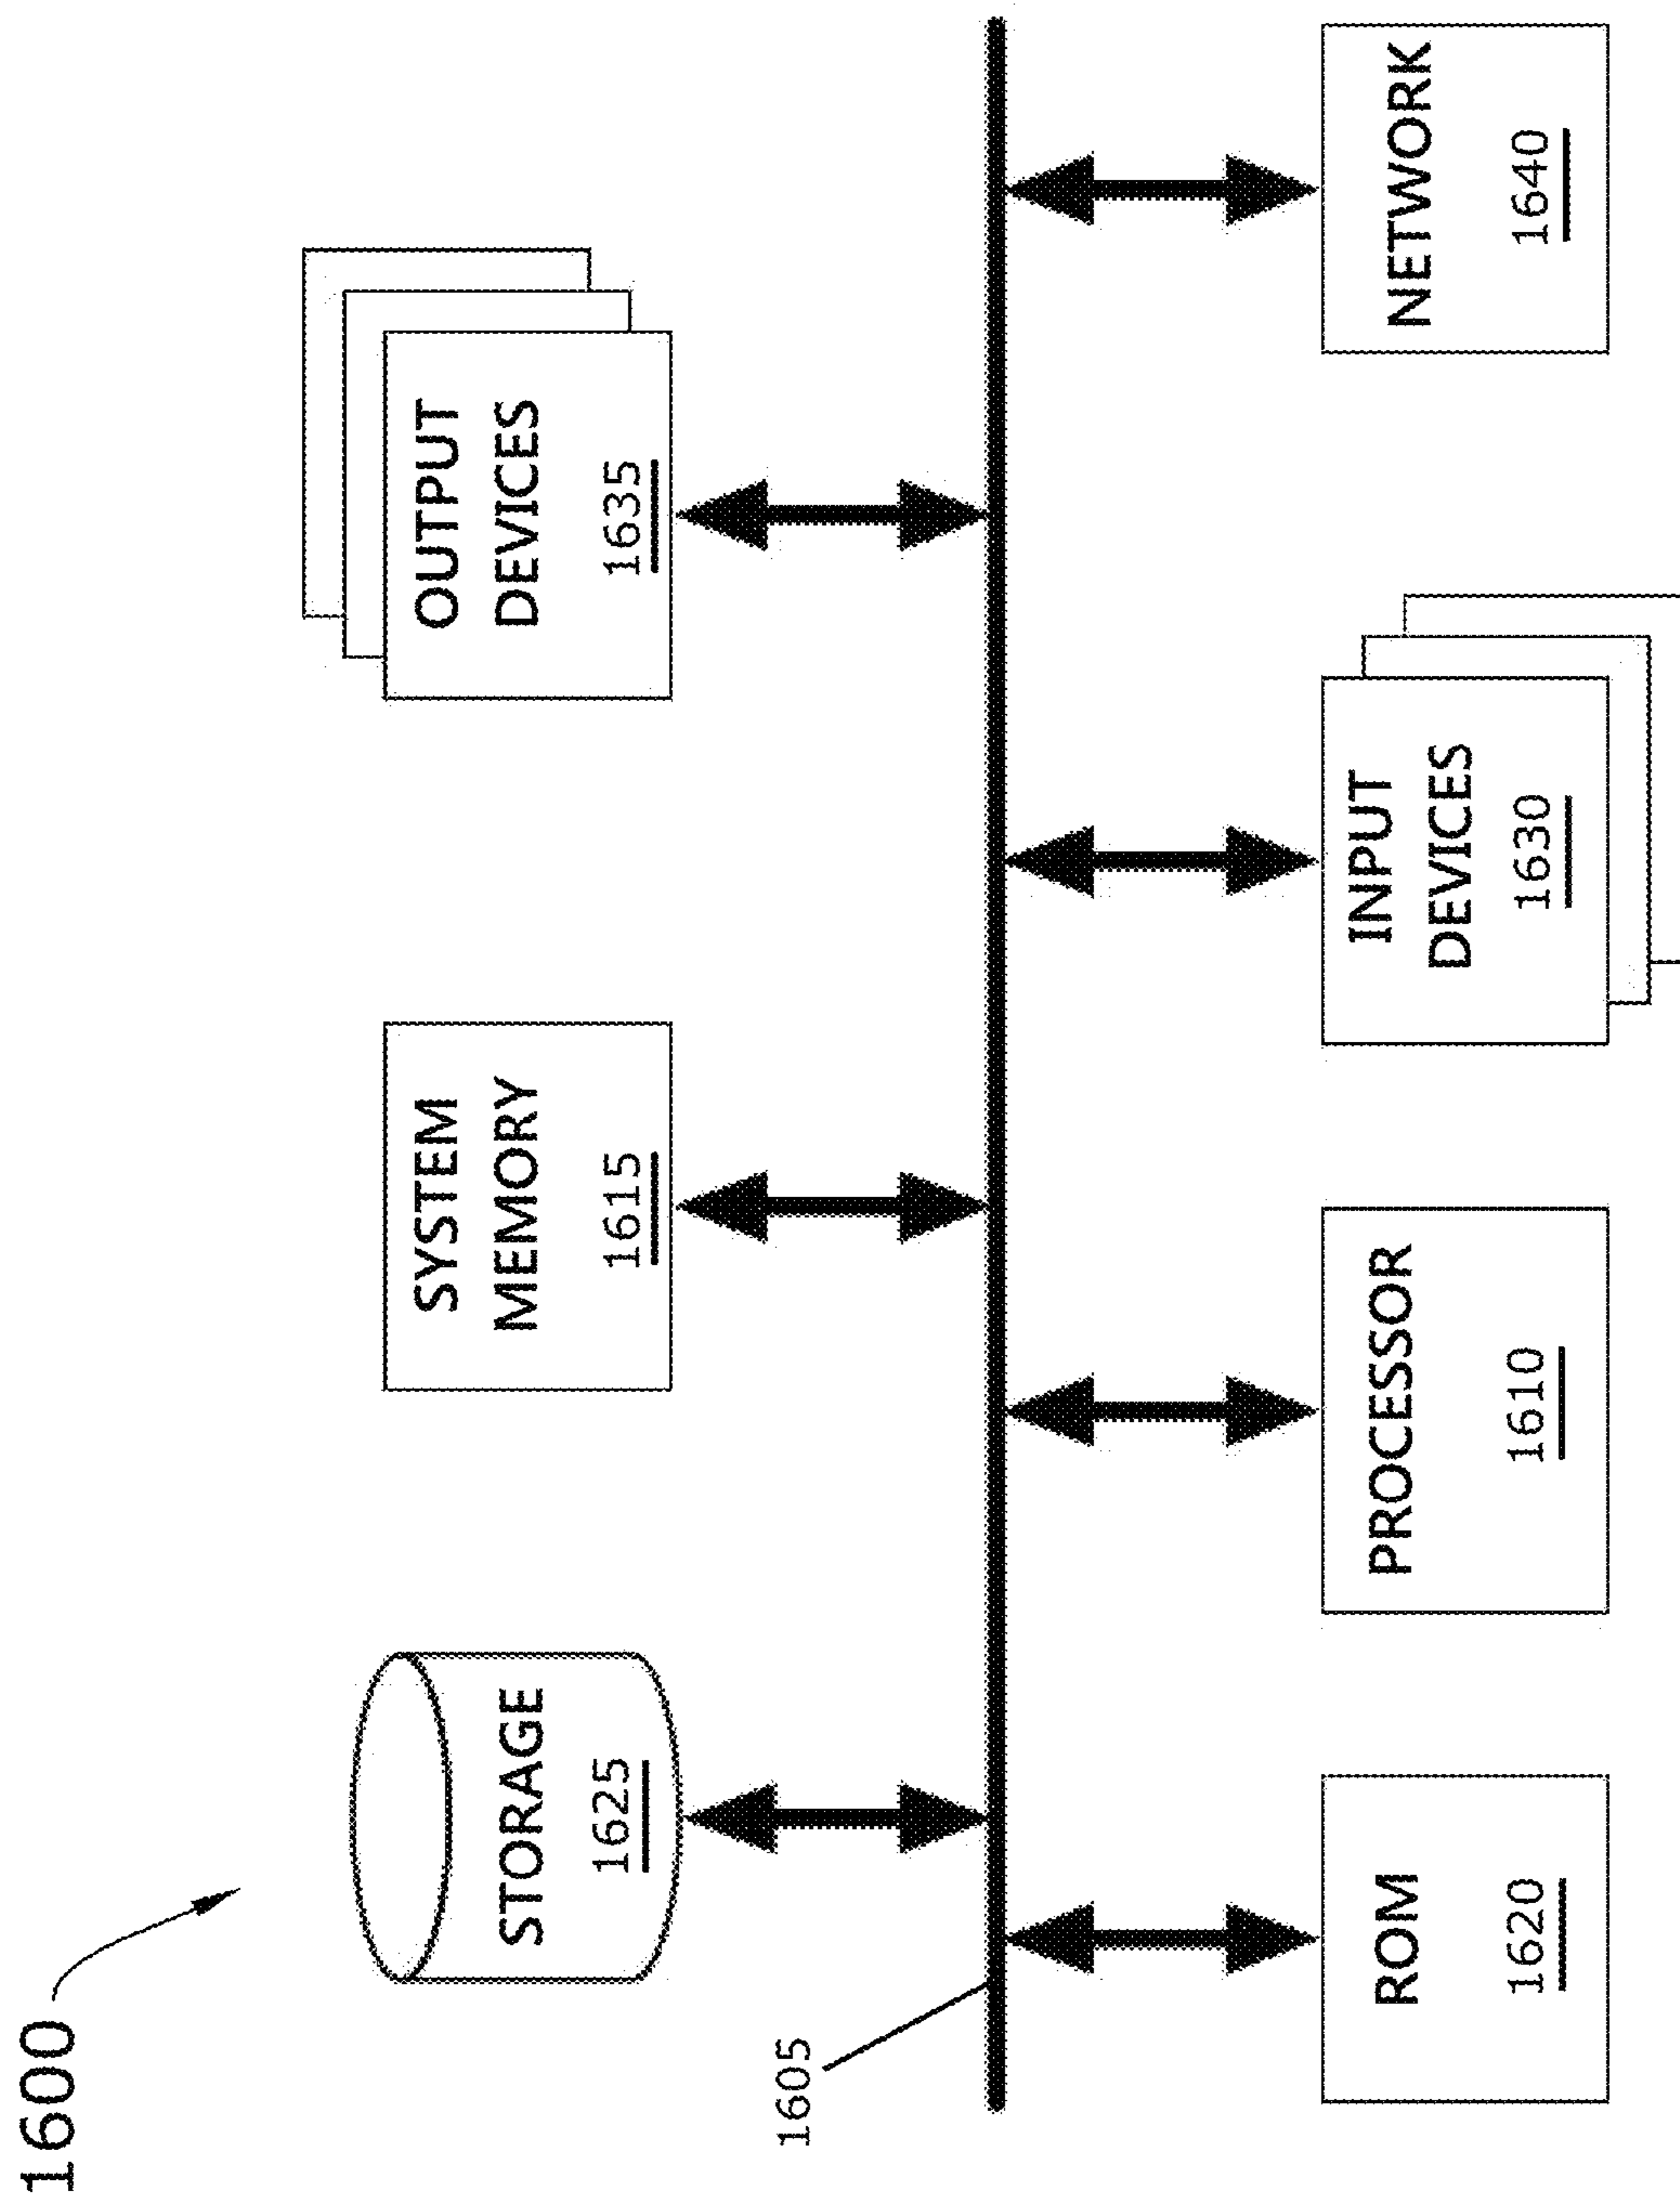 1600
STORAGE
1625
SYSTEM
MEMORY
1615
OUTPUT
DEVICES
1635
1605
ROM
1620
PROCESSOR
1610
INPUT
DEVICES
1630
NETWORK
1640